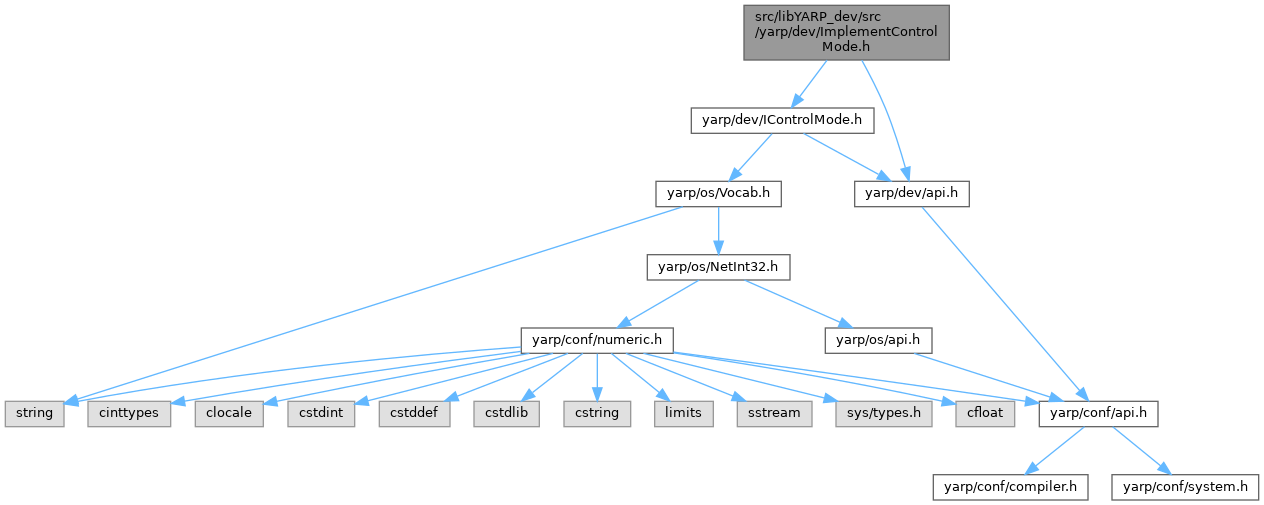 src/libYARP_dev/src
/yarp/dev/ImplementControl
Mode.h
yarp/dev/IControlMode.h
yarp/os/Vocab.h
yarp/dev/api.h
yarp/os/NetInt32.h
yarp/conf/numeric.h
yarp/os/api.h
string
cinttypes
clocale
cstdint
cstddef
cstdlib
cstring
limits
sstream
sys/types.h
cfloat
yarp/conf/api.h
yarp/conf/compiler.h
yarp/conf/system.h